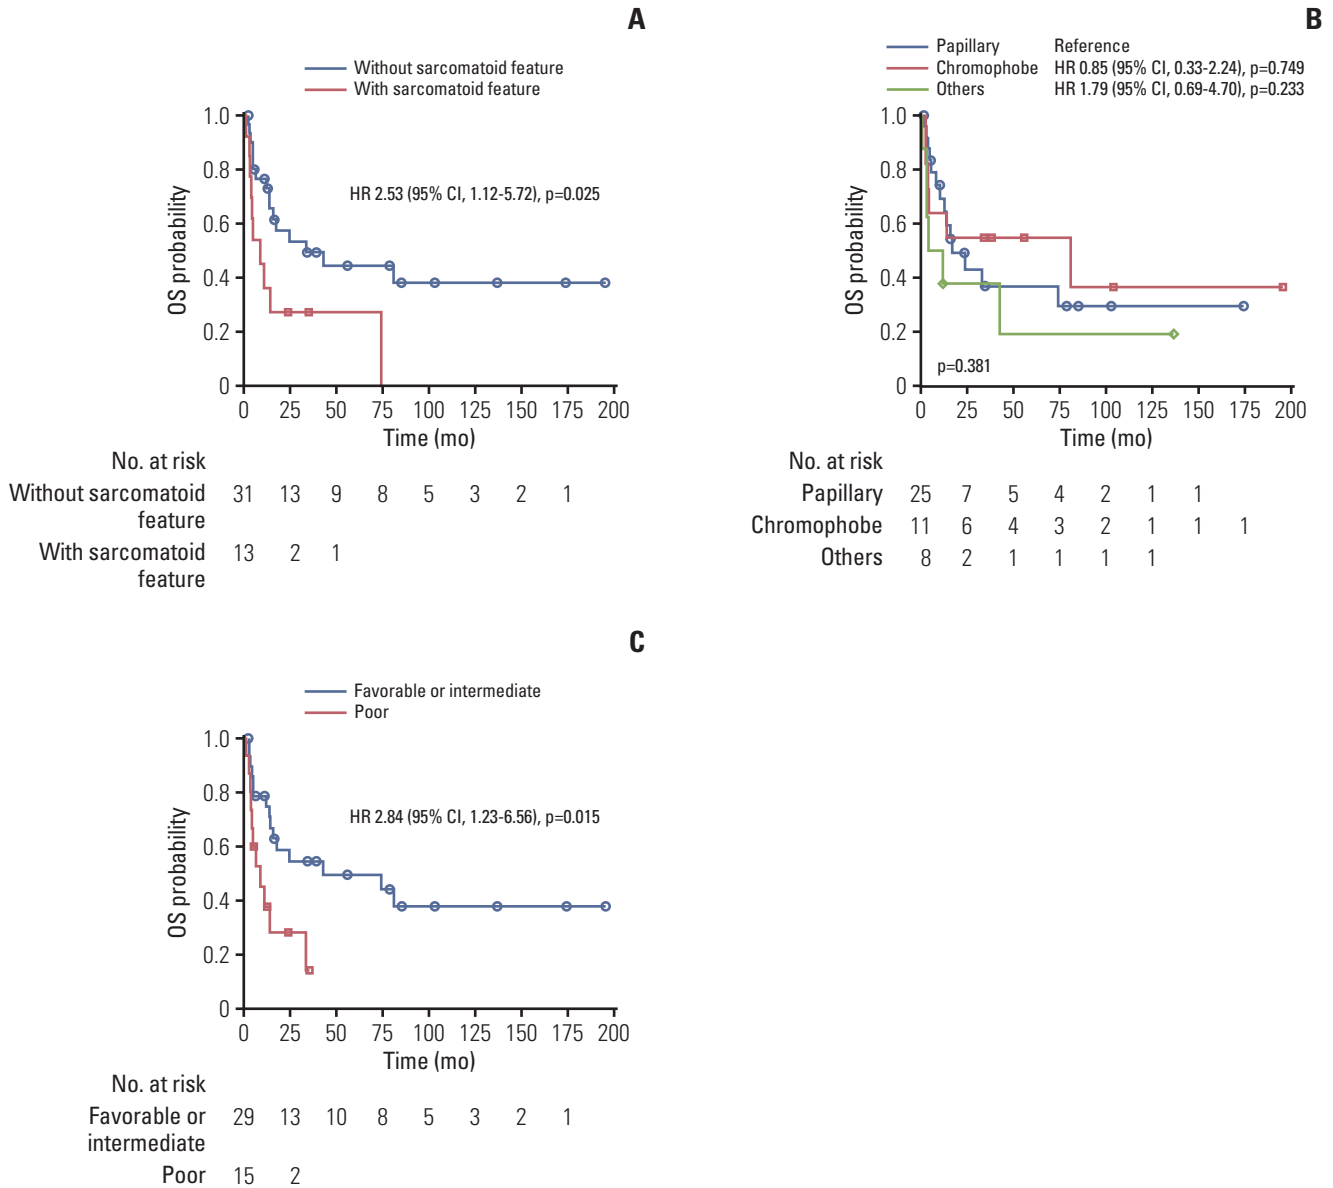 A
Without sarcomatoid feature
With sarcomatoid feature
1.0
0.8
0.6
0.4
0.2
0
OS probability
HR 2.53 (95% CI, 1.12-5.72), p=0.025
0 25 50 75 100 125 150 175 200
Time (mo)
No. at risk
Without sarcomatoid feature 31 13 9 8 5 3 2 1
With sarcomatoid feature 13 2 1
B
Papillary Reference
Chromophobe HR 0.85 (95% CI, 0.33-2.24), p=0.749
Others HR 1.79 (95% CI, 0.69-4.70), p=0.233
1.0
0.8
0.6
0.4
0.2
0
OS probability
p=0.381
0 25 50 75 100 125 150 175 200
Time (mo)
No. at risk
Papillary 25 7 5 4 2 1 1
Chromophobe 11 6 4 3 2 1 1 1
Others 8 2 1 1 1 1
C
Favorable or intermediate
Poor
1.0
0.8
0.6
0.4
0.2
0
OS probability
HR 2.84 (95% CI, 1.23-6.56), p=0.015
0 25 50 75 100 125 150 175 200
Time (mo)
No. at risk
Favorable or intermediate 29 13 10 8 5 3 2 1
Poor 15 2